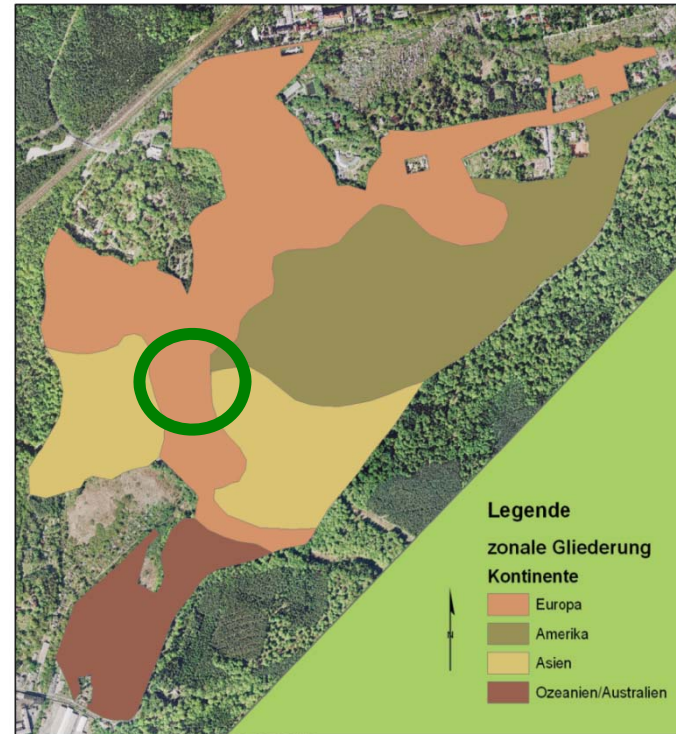 Legende
zonale Gliederung
Kontinente
Europa
Amerika
Asien
Ozeanien/Australien
N